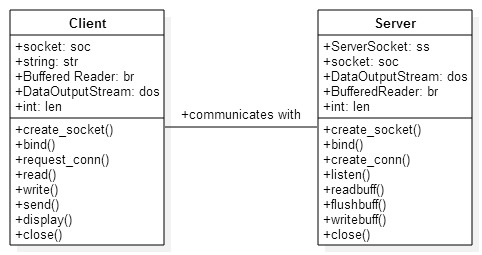 Client
+socket: soc
+string: str
+Buffered Reader: br
+DataOutputStream: dos
+int: len
+create_socket()
+bind()
+request_conn()
+read()
+write()
+send()
+display()
+close()
+communicates with
Server
+ServerSocket: ss
+socket: soc
+DataOutputStream: dos
+BufferedReader: br
+int: len
+create_socket()
+bind()
+create_conn()
+listen()
+readbuff()
+flushbuff()
+writebuff()
+close()